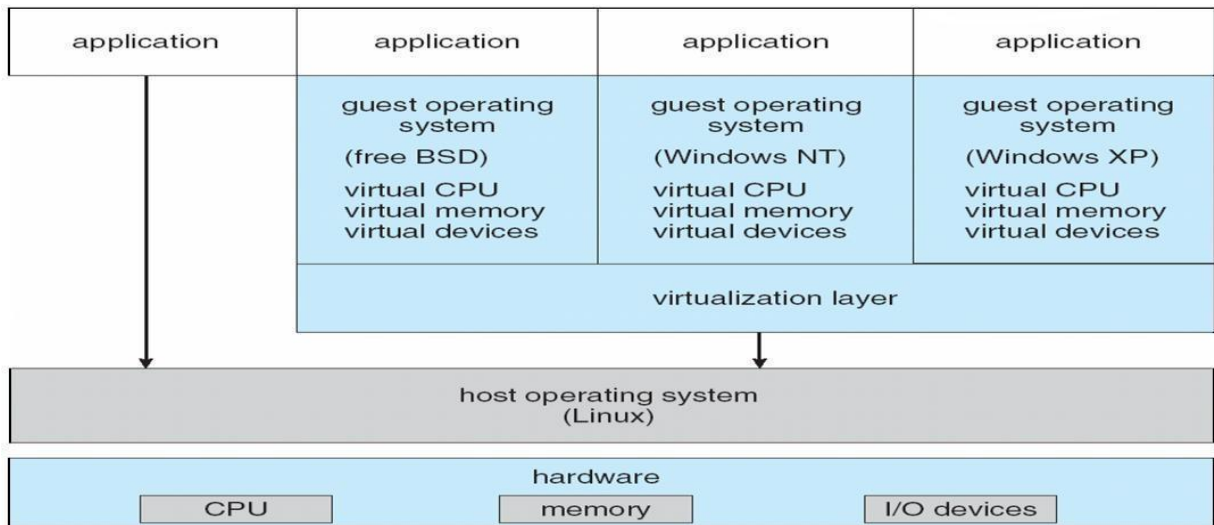 application
application
application
application
guest operating
system
(free BSD)
virtual CPU
virtual memory
virtual devices
guest operating
system
(Windows NT)
virtual CPU
virtual memory
virtual devices
guest operating
system
(Windows XP)
virtual CPU
virtual memory
virtual devices
virtualization layer
host operating system
(Linux)
hardware
CPU
memory
I/O devices